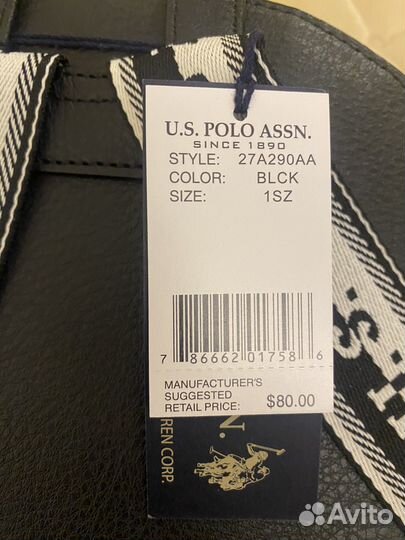 U.S. POLO ASSN.
SINCE 1890
STYLE: 27A290AA
COLOR: BLCK
SIZE: 1SZ
7 86662 01758 6
MANUFACTURER'S
SUGGESTED
RETAIL PRICE: $80.00
N.
REN CORP.
.S.
Avito